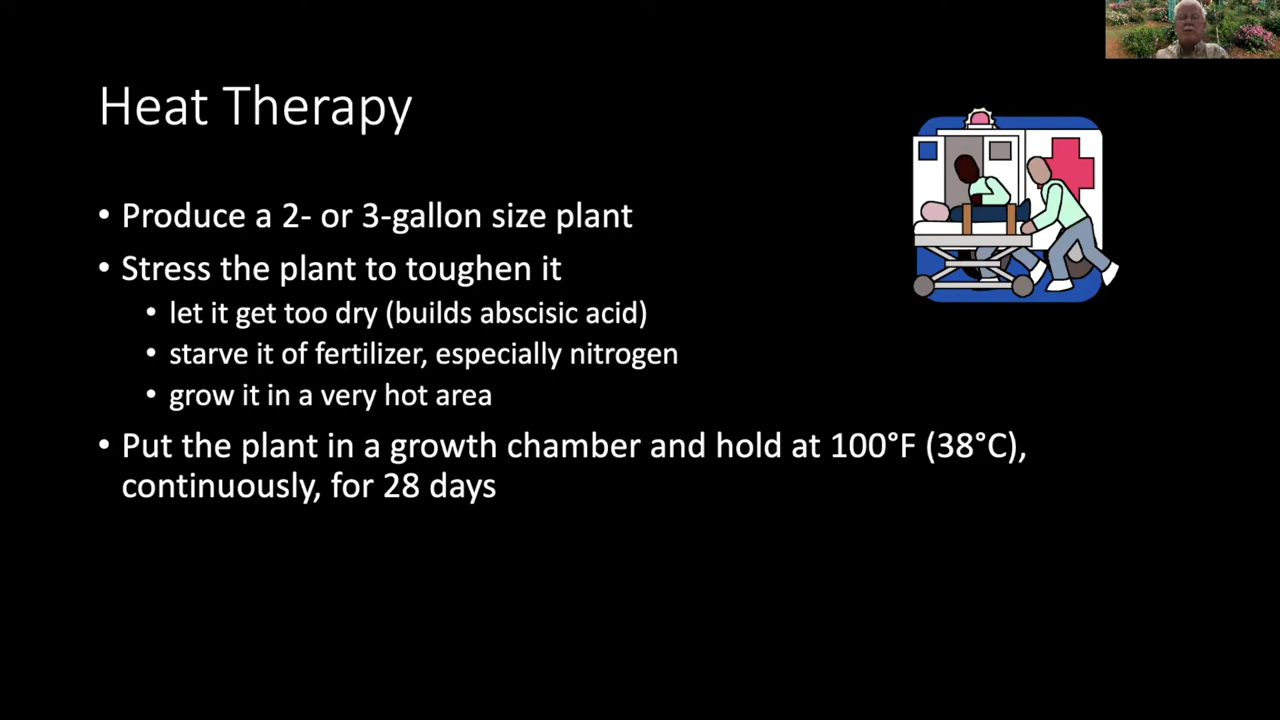 Heat Therapy
• Produce a 2- or 3-gallon size plant
• Stress the plant to toughen it
• let it get too dry (builds abscisic acid)
• starve it of fertilizer, especially nitrogen
• grow it in a very hot area
• Put the plant in a growth chamber and hold at 100°F (38°C),
continuously, for 28 days